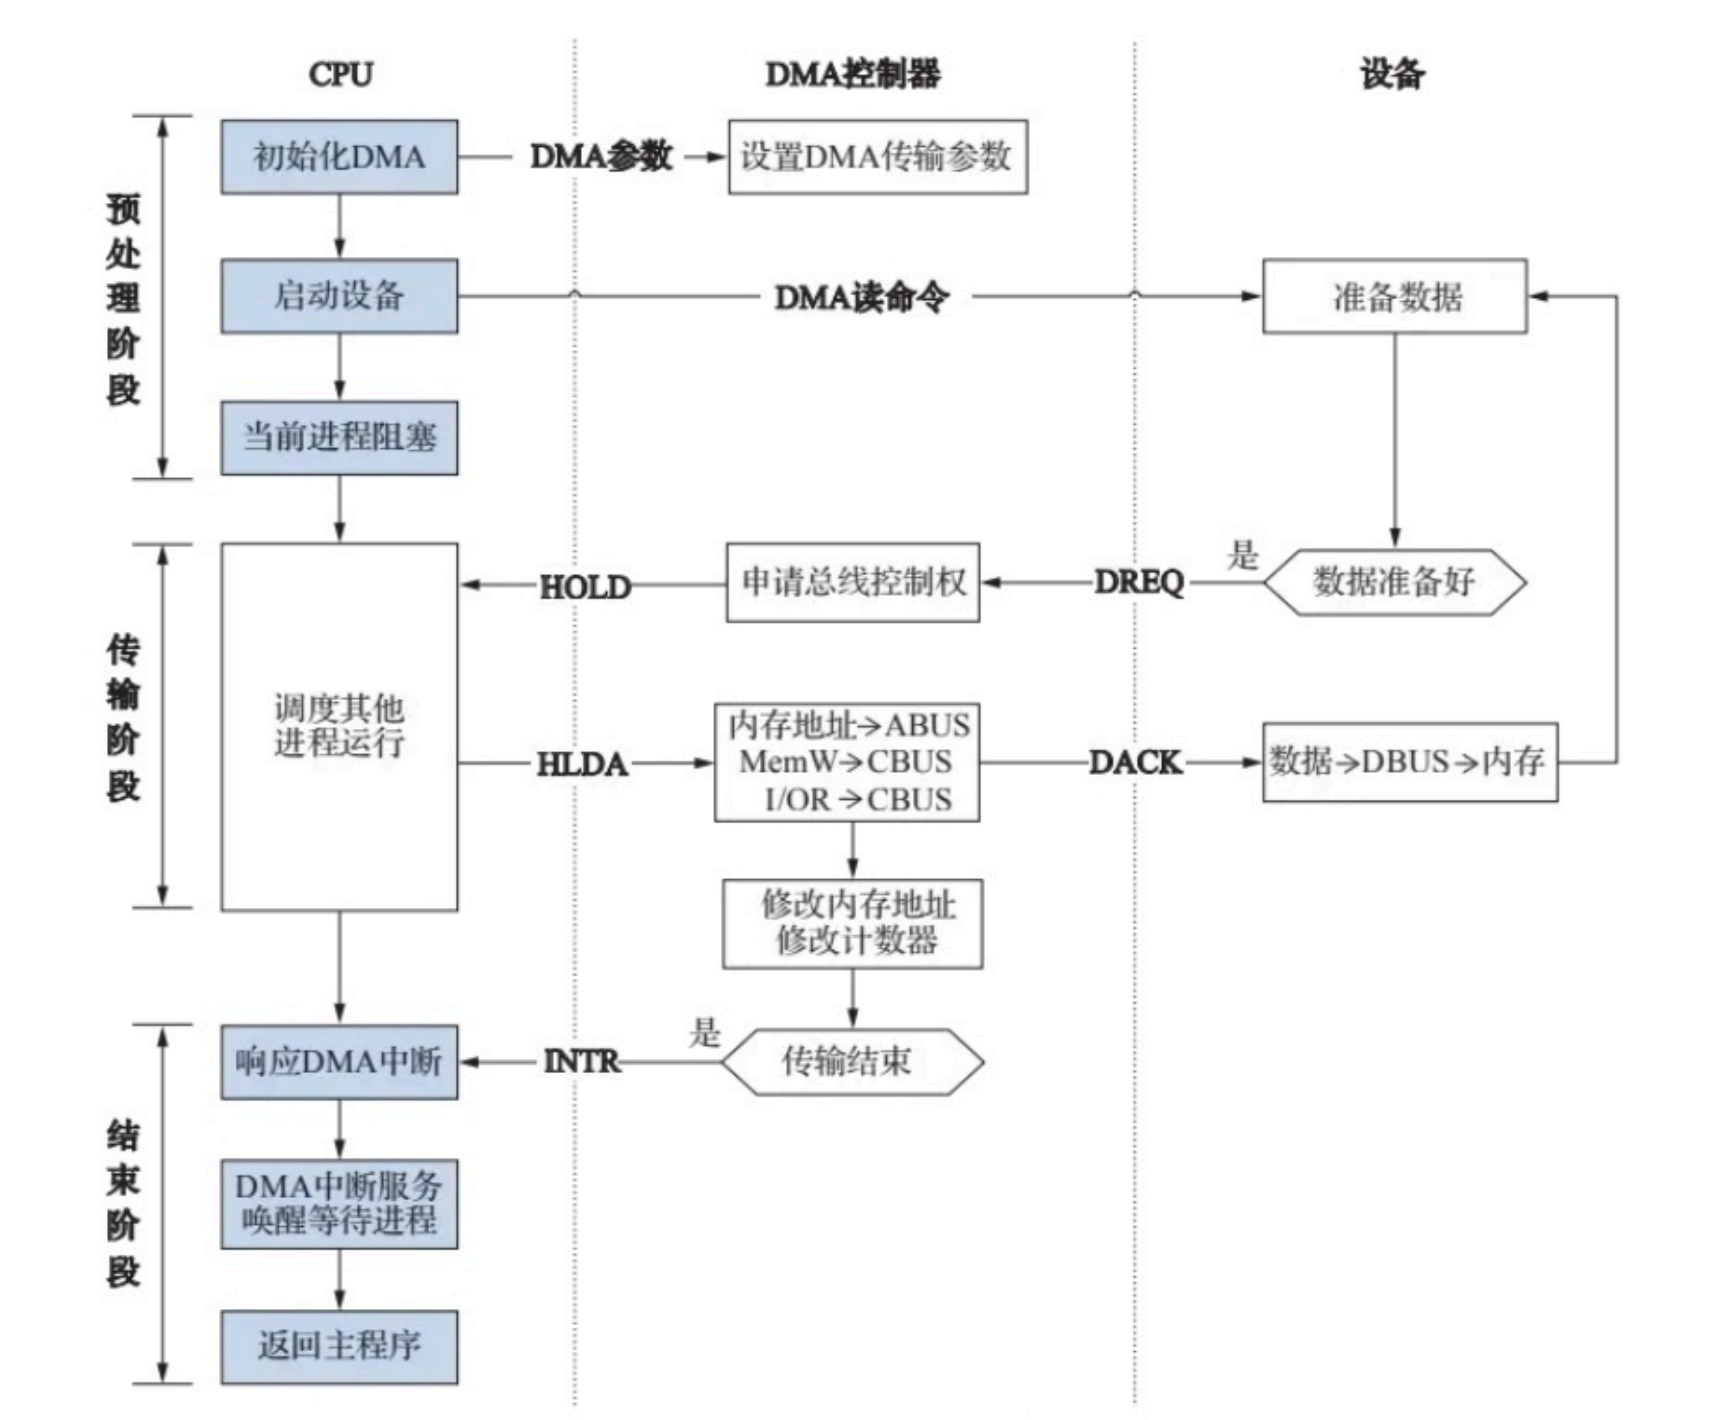 CPU
DMA控制器
设备
预处理阶段
初始化DMA
DMA参数
设置DMA传输参数
启动设备
DMA读命令
准备数据
当前进程阻塞
传输阶段
调度其他
进程运行
HOLD
申请总线控制权
DREQ
是
数据准备好
HLDA
内存地址→ABUS
MemW→CBUS
I/OR→CBUS
DACK
数据→DBUS→内存
修改内存地址
修改计数器
结束阶段
响应DMA中断
INTR
是
传输结束
DMA中断服务
唤醒等待进程
返回主程序